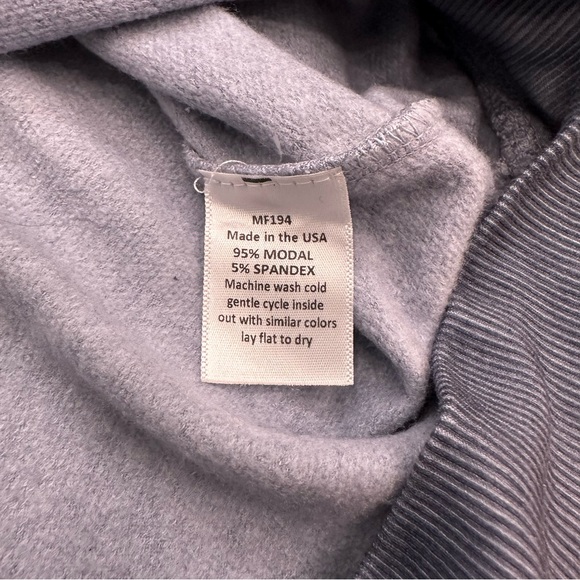 MF194
Made in the USA
95% MODAL
5% SPANDEX
Machine wash cold
gentle cycle inside
out with similar colors
lay flat to dry